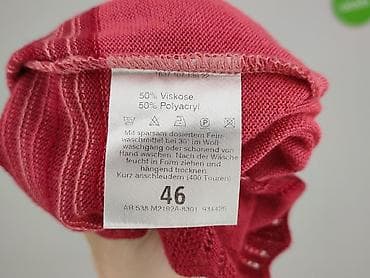 50% Viskose
50% Polyacryl
Mit sparsam dosiertem Fein-
waschmittel bei 30° im Woll-
waschgang oder schonend von
Hand waschen. Nach der Wäsche
feucht in Form ziehen und
hängend trocknen.
Kurz anschleudern (400 Touren).
46